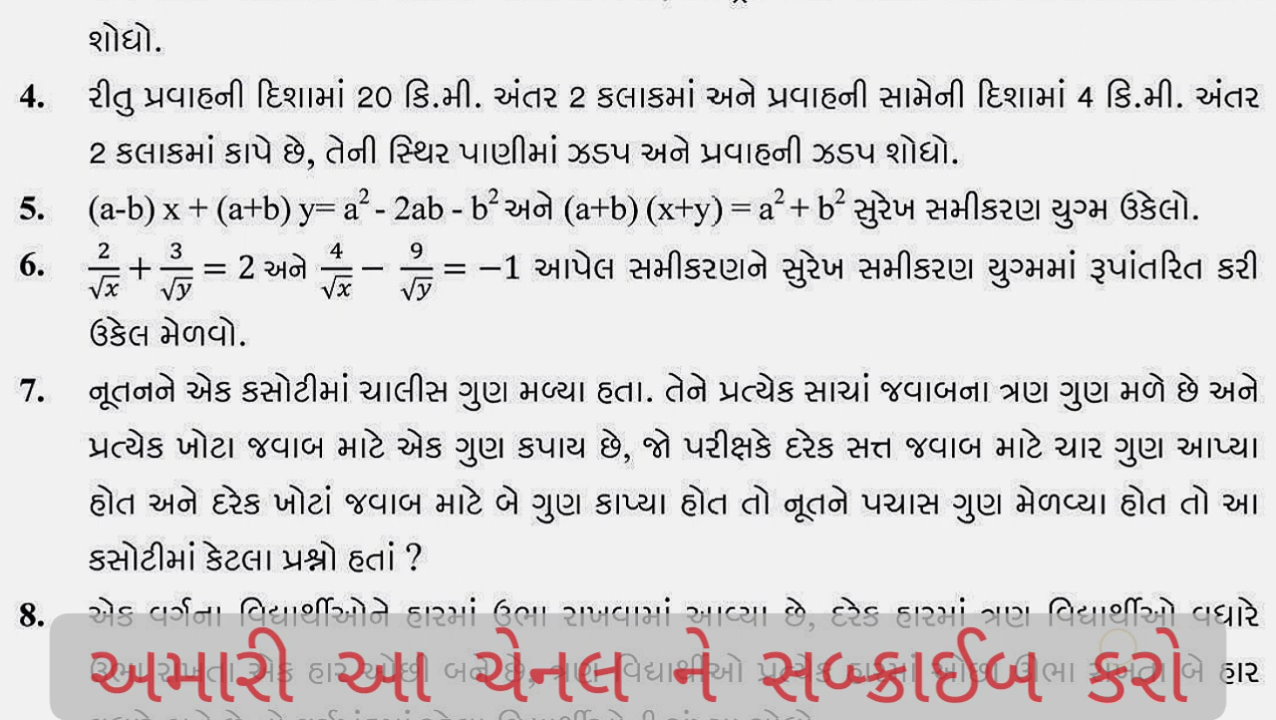 શોધો.
4. રીતુ પ્રવાહની દિશામાં 20 કિ.મી. અંતર 2 કલાકમાં અને પ્રવાહની સામેની દિશામાં 4 કિ.મી. અંતર
2 કલાકમાં કાપે છે, તેની સ્થિર પાણીમાં ઝડપ અને પ્રવાહની ઝડપ શોધો.
5. (a-b) x + (a+b) y= a² - 2ab - b² અને (a+b) (x+y) = a² + b² સુરેખ સમીકરણ યુગ્મ ઉકેલો.
6. 2/√x + 3/√y = 2 અને 4/√x − 9/√y = −1 આપેલ સમીકરણને સુરેખ સમીકરણ યુગ્મમાં રૂપાંતરિત કરી
ઉકેલ મેળવો.
7. નૂતનને એક કસોટીમાં ચાલીસ ગુણ મળ્યા હતા. તેને પ્રત્યેક સાચાં જવાબના ત્રણ ગુણ મળે છે અને
પ્રત્યેક ખોટા જવાબ માટે એક ગુણ કપાય છે, જો પરીક્ષકે દરેક સત્ત જવાબ માટે ચાર ગુણ આપ્યા
હોત અને દરેક ખોટાં જવાબ માટે બે ગુણ કાપ્યા હોત તો નૂતને પચાસ ગુણ મેળવ્યા હોત તો આ
કસોટીમાં કેટલા પ્રશ્નો હતાં ?
8. એક વર્ગના વિદ્યાર્થીઓને હારમાં ઉભા રાખવામાં આવ્યા છે, દરેક હારમાં ત્રણ વિદ્યાર્થીઓ વધારે
અમારી આ ચેનલ ને સબ્ક્રાઈબ કરો